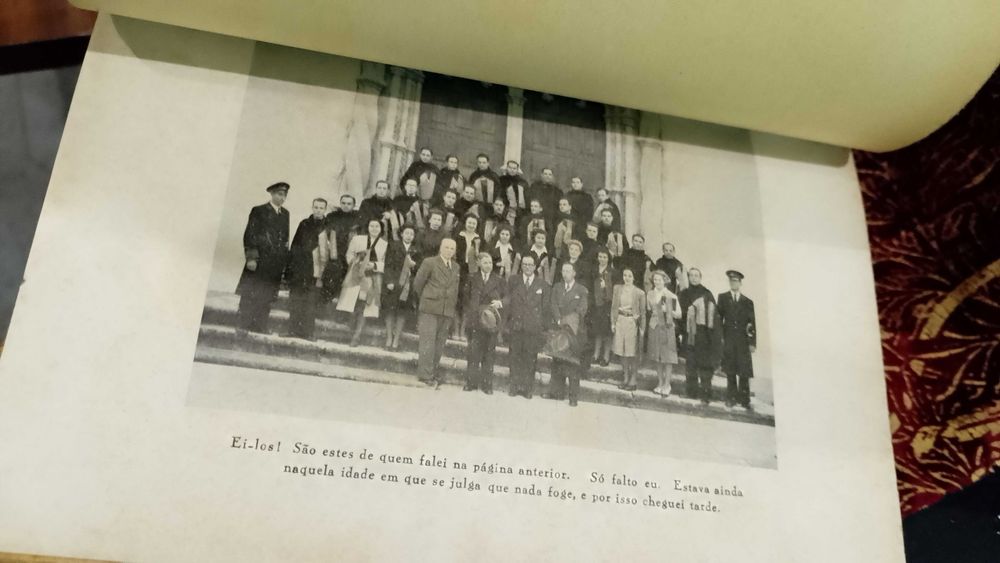 Ei-los! São estes de quem falei na página anterior. Só falto eu. Estava ainda
naquela idade em que se julga que nada foge, e por isso cheguei tarde.